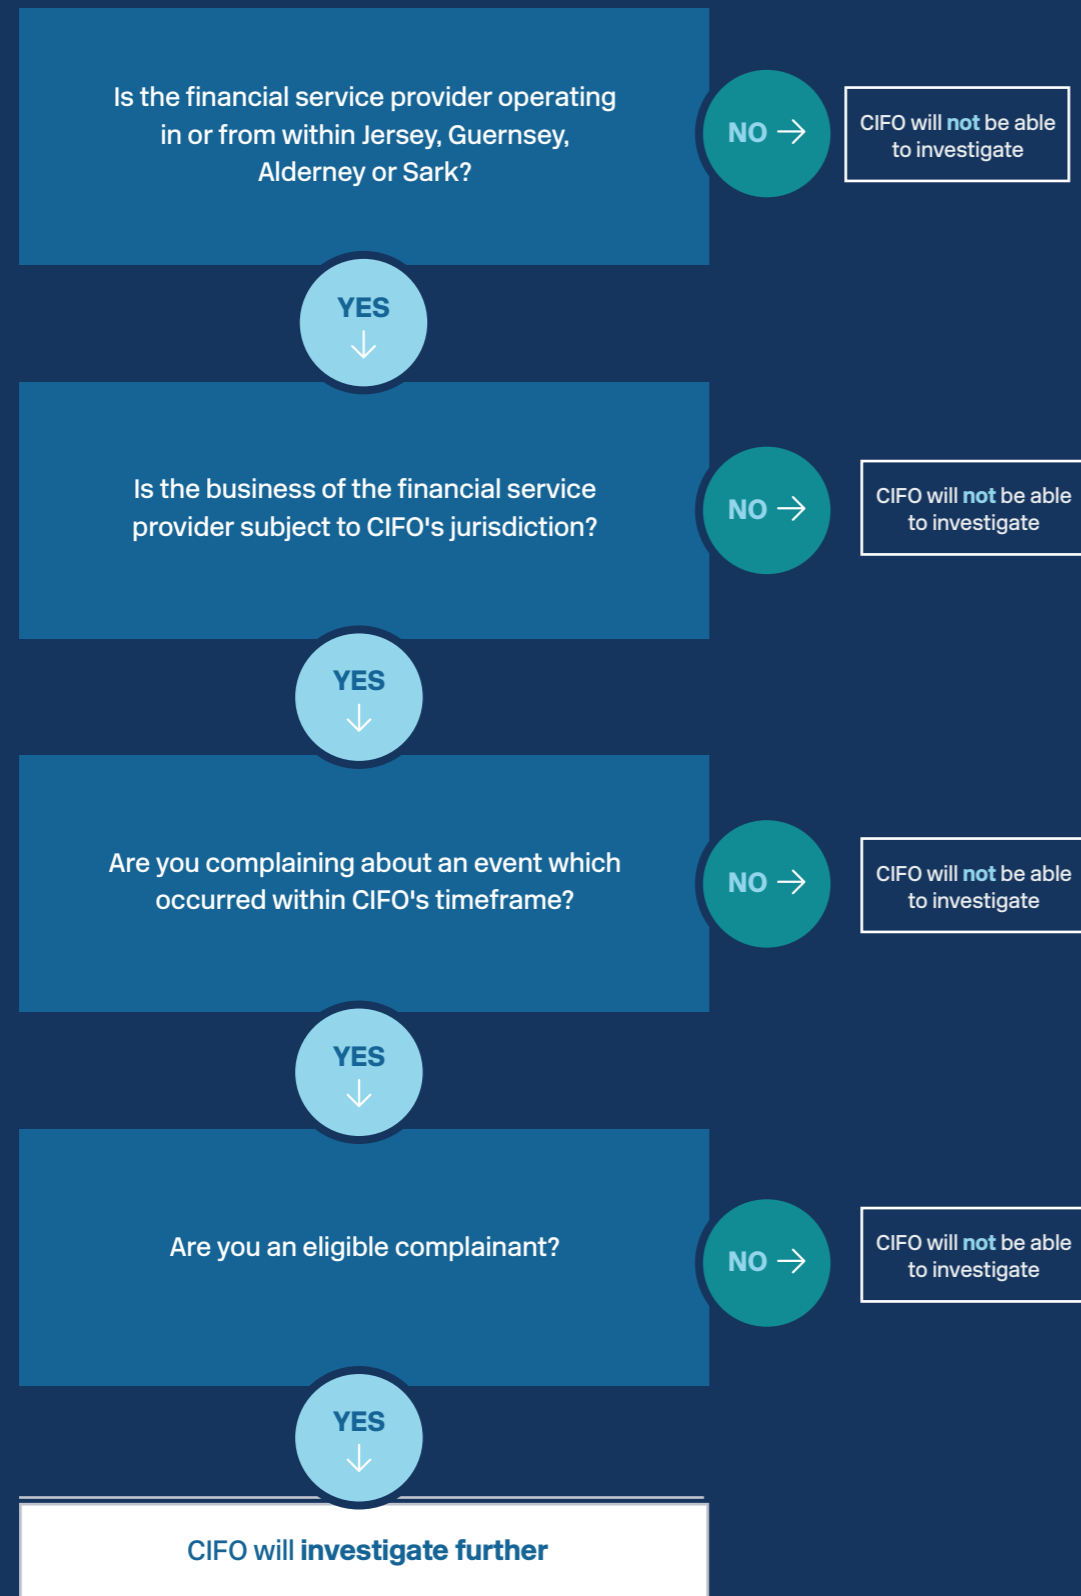 Is the financial service provider operating
in or from within Jersey, Guernsey,
Alderney or Sark?
NO →
CIFO will not be able
to investigate
YES
↓
Is the business of the financial service
provider subject to CIFO's jurisdiction?
NO →
CIFO will not be able
to investigate
YES
↓
Are you complaining about an event which
occurred within CIFO's timeframe?
NO →
CIFO will not be able
to investigate
YES
↓
Are you an eligible complainant?
NO →
CIFO will not be able
to investigate
YES
↓
CIFO will investigate further